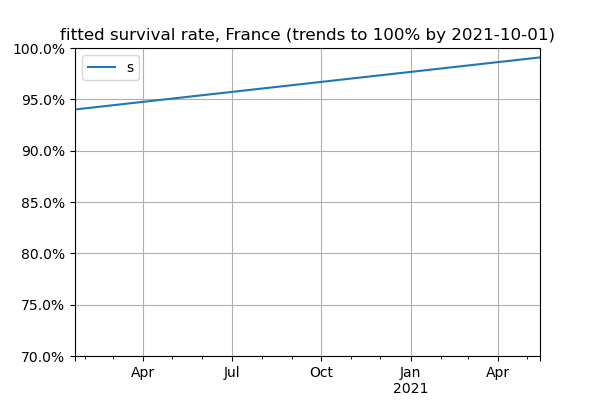 fitted survival rate, France (trends to 100% by 2021-10-01)
100.0%
s
95.0%
90.0%
85.0%
80.0%
75.0%
70.0%
Apr Jul Oct Jan Apr
2021